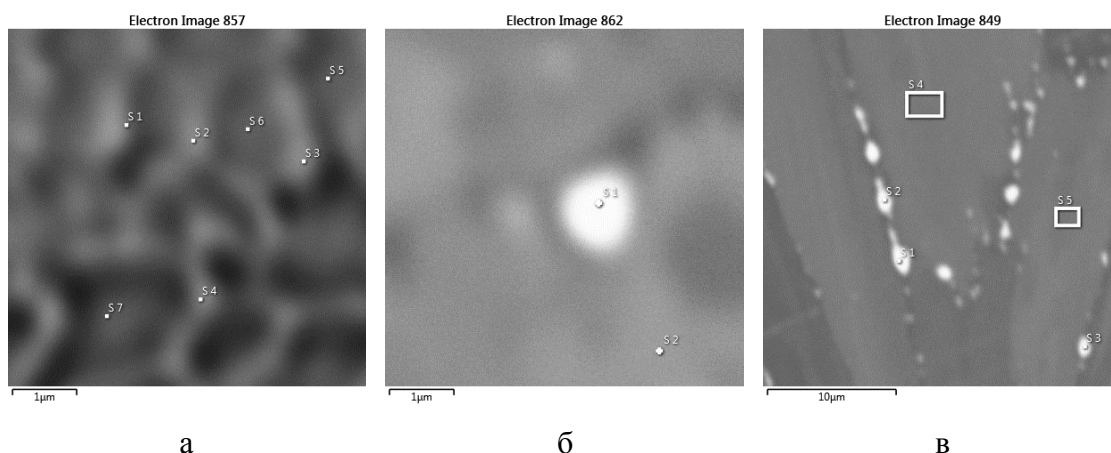 Electron Image 857
S 1
S 2
S 3
S 4
S 5
S 6
S 7
1µm
а
Electron Image 862
S 1
S 2
1µm
б
Electron Image 849
S 1
S 2
S 3
S 4
S 5
10µm
в